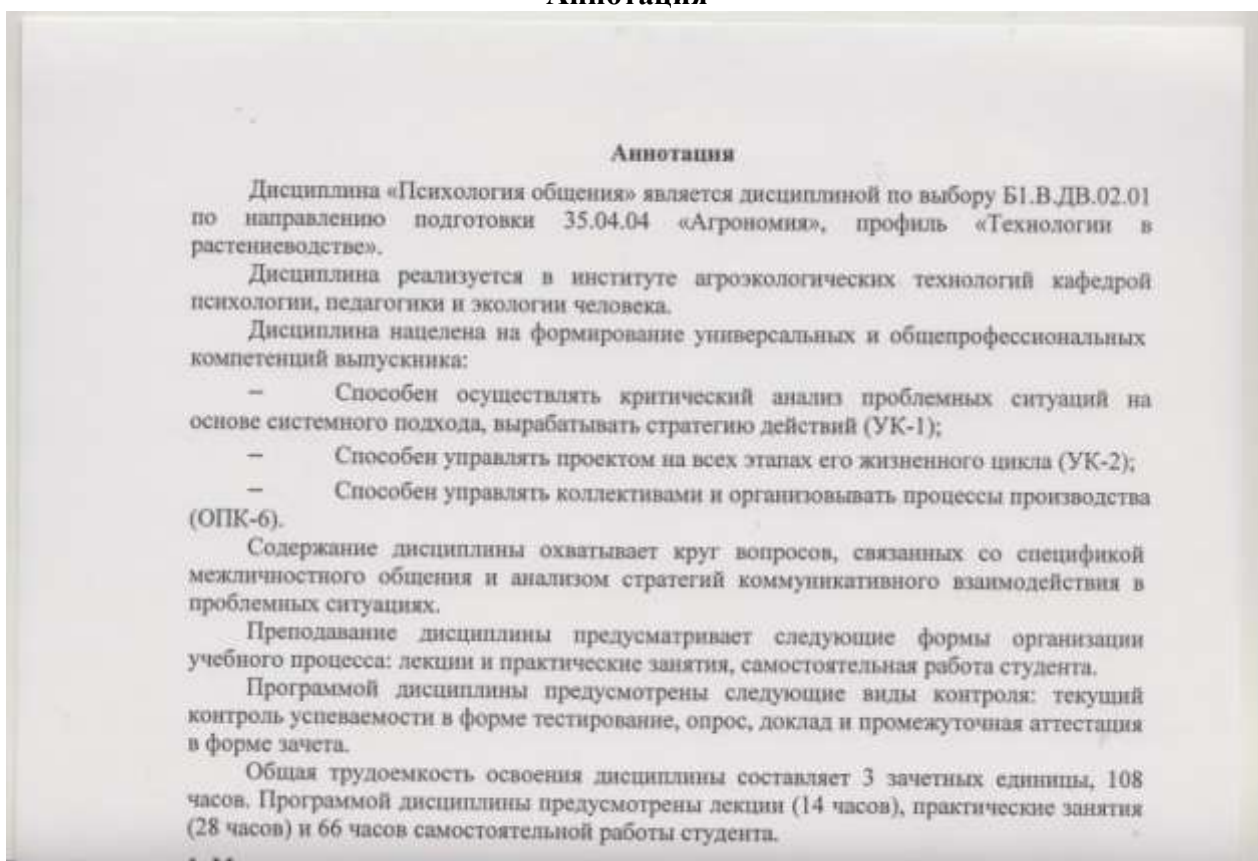 Аннотация
Аннотация
Дисциплина «Психология общения» является дисциплиной по выбору Б1.В.ДВ.02.01
по направлению подготовки 35.04.04 «Агрономия», профиль «Технологии в
растениеводстве».
Дисциплина реализуется в институте агроэкологических технологий кафедрой
психологии, педагогики и экологии человека.
Дисциплина нацелена на формирование универсальных и общепрофессиональных
компетенций выпускника:
– Способен осуществлять критический анализ проблемных ситуаций на
основе системного подхода, вырабатывать стратегию действий (УК-1);
– Способен управлять проектом на всех этапах его жизненного цикла (УК-2);
– Способен управлять коллективами и организовывать процессы производства
(ОПК-6).
Содержание дисциплины охватывает круг вопросов, связанных со спецификой
межличностного общения и анализом стратегий коммуникативного взаимодействия в
проблемных ситуациях.
Преподавание дисциплины предусматривает следующие формы организации
учебного процесса: лекции и практические занятия, самостоятельная работа студента.
Программой дисциплины предусмотрены следующие виды контроля: текущий
контроль успеваемости в форме тестирование, опрос, доклад и промежуточная аттестация
в форме зачета.
Общая трудоемкость освоения дисциплины составляет 3 зачетных единицы, 108
часов. Программой дисциплины предусмотрены лекции (14 часов), практические занятия
(28 часов) и 66 часов самостоятельной работы студента.